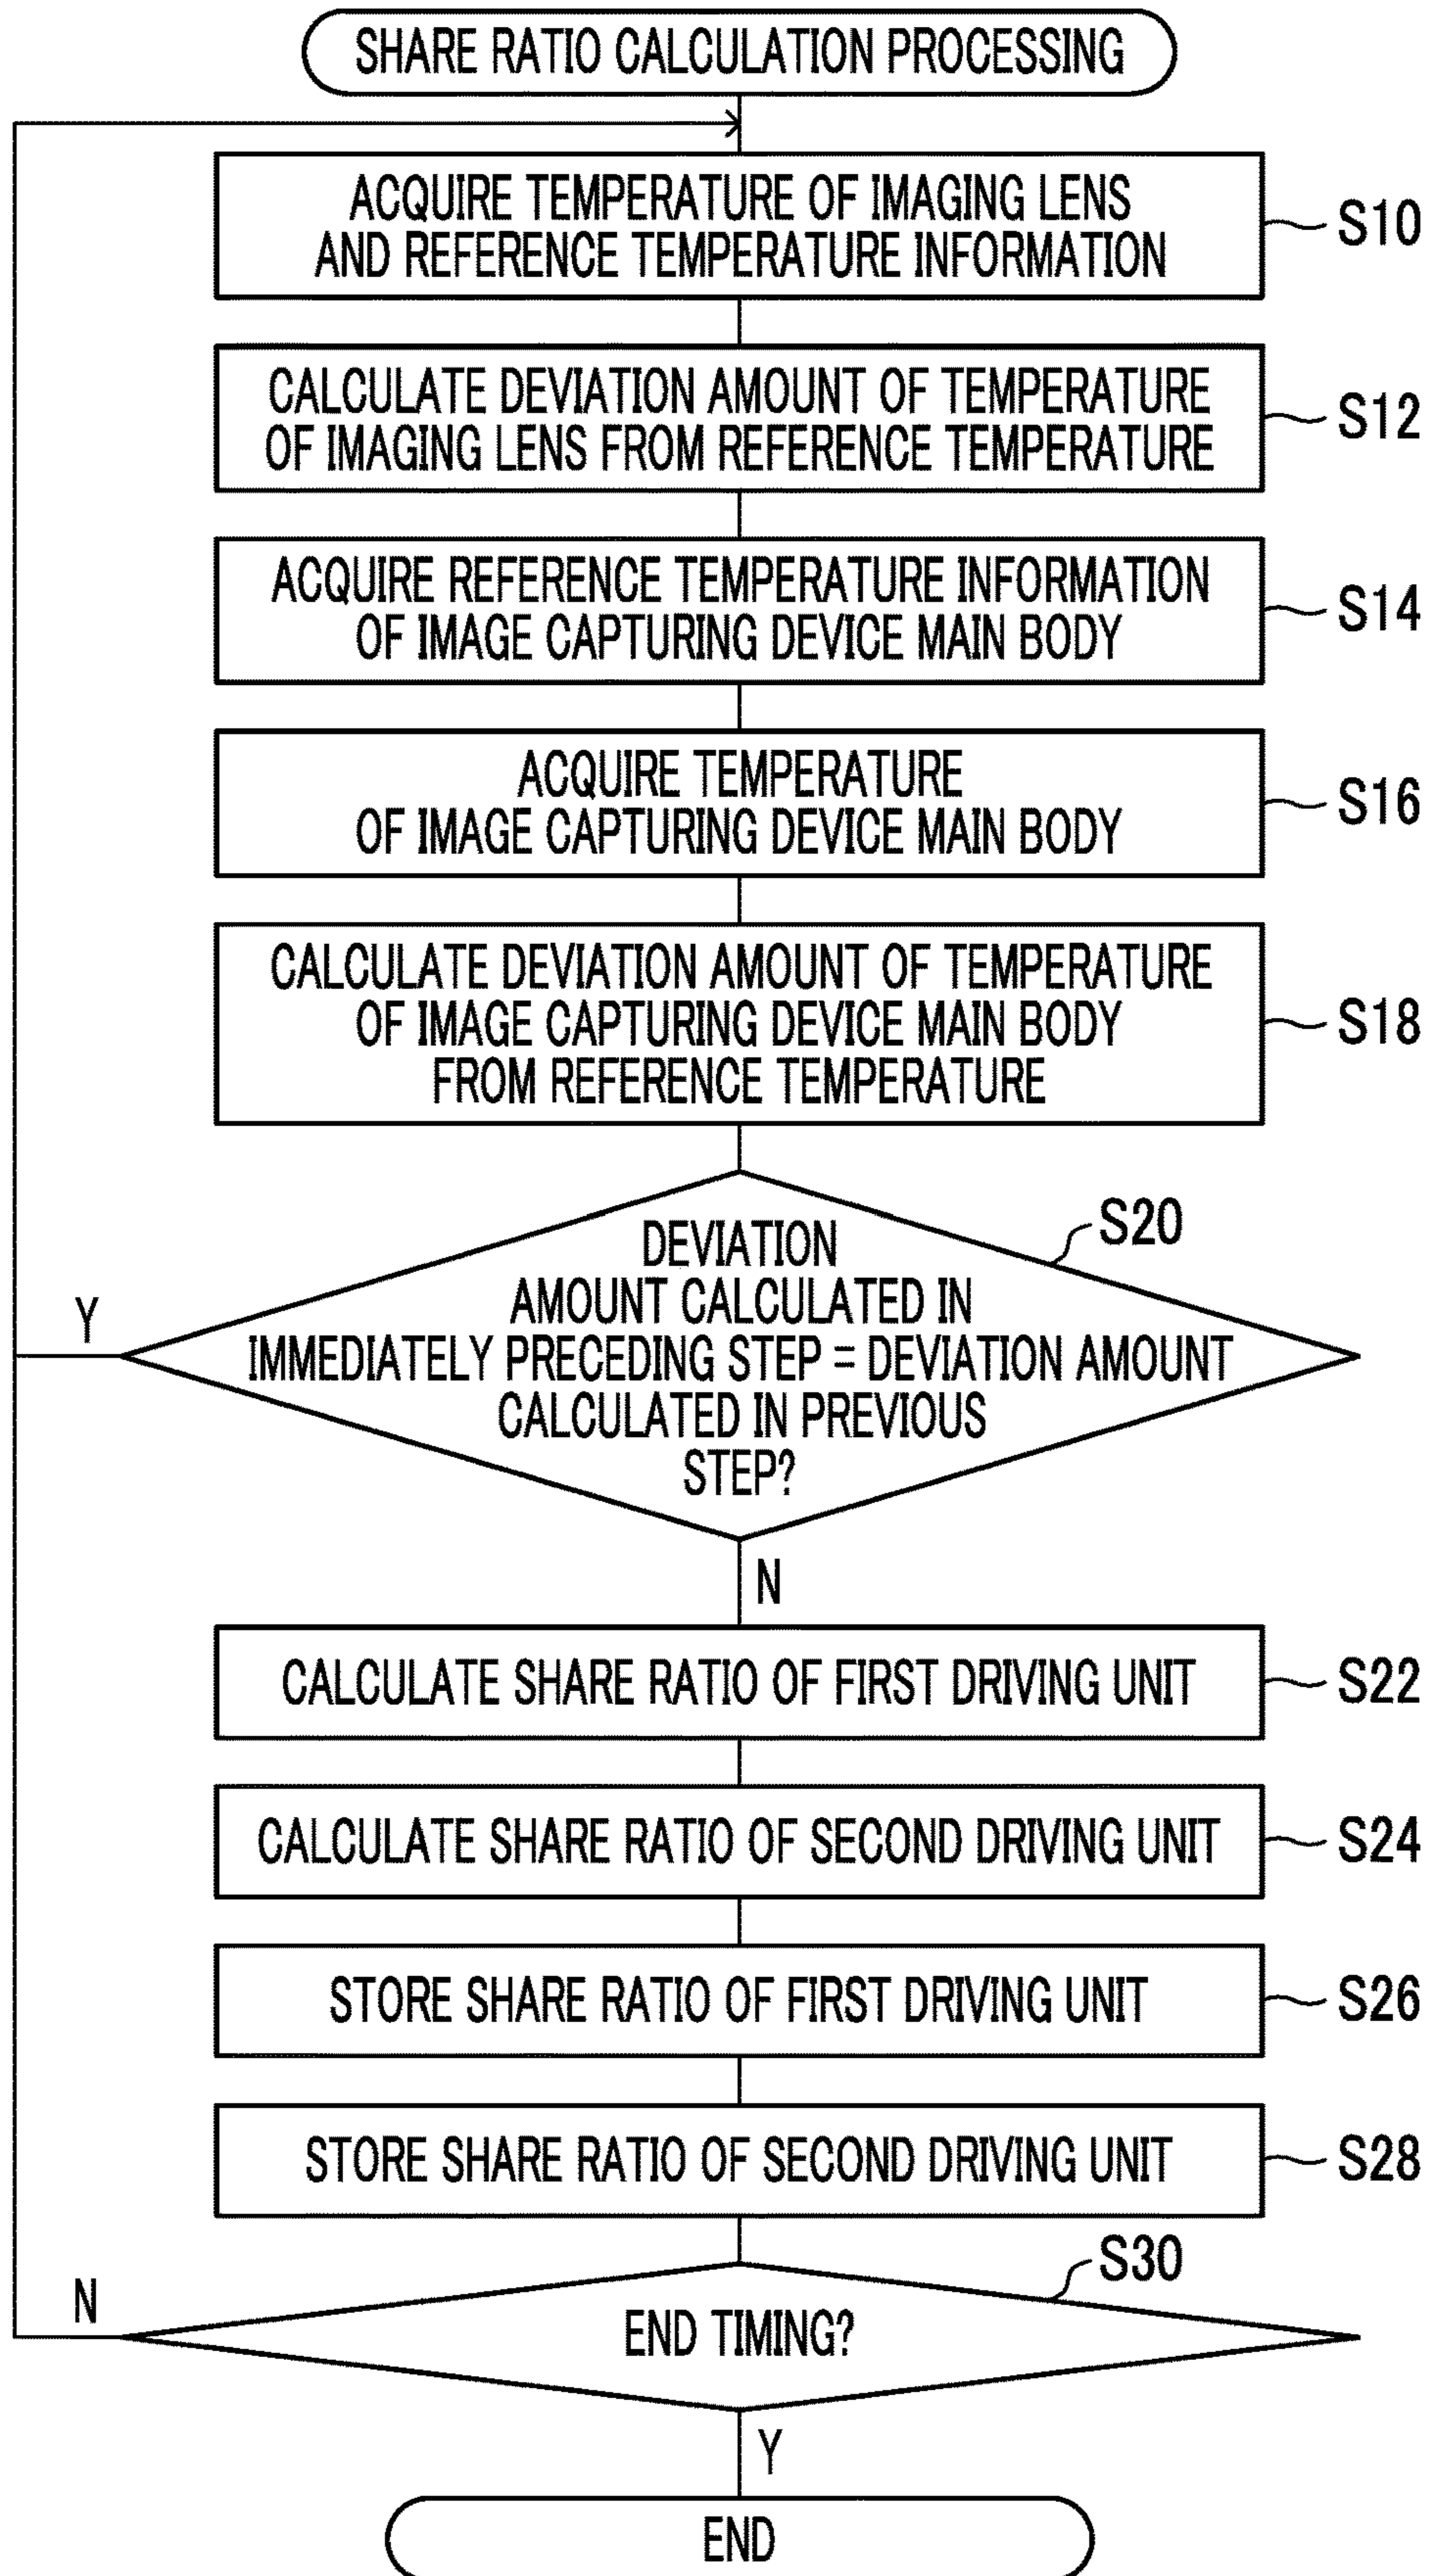 SHARE RATIO CALCULATION PROCESSING
ACQUIRE TEMPERATURE OF IMAGING LENS
AND REFERENCE TEMPERATURE INFORMATION
S10
CALCULATE DEVIATION AMOUNT OF TEMPERATURE
OF IMAGING LENS FROM REFERENCE TEMPERATURE
S12
ACQUIRE REFERENCE TEMPERATURE INFORMATION
OF IMAGE CAPTURING DEVICE MAIN BODY
S14
ACQUIRE TEMPERATURE
OF IMAGE CAPTURING DEVICE MAIN BODY
S16
CALCULATE DEVIATION AMOUNT OF TEMPERATURE
OF IMAGE CAPTURING DEVICE MAIN BODY
FROM REFERENCE TEMPERATURE
S18
S20
DEVIATION
AMOUNT CALCULATED IN
IMMEDIATELY PRECEDING STEP = DEVIATION AMOUNT
CALCULATED IN PREVIOUS
STEP?
Y
N
CALCULATE SHARE RATIO OF FIRST DRIVING UNIT
S22
CALCULATE SHARE RATIO OF SECOND DRIVING UNIT
S24
STORE SHARE RATIO OF FIRST DRIVING UNIT
S26
STORE SHARE RATIO OF SECOND DRIVING UNIT
S28
S30
END TIMING?
N
Y
END